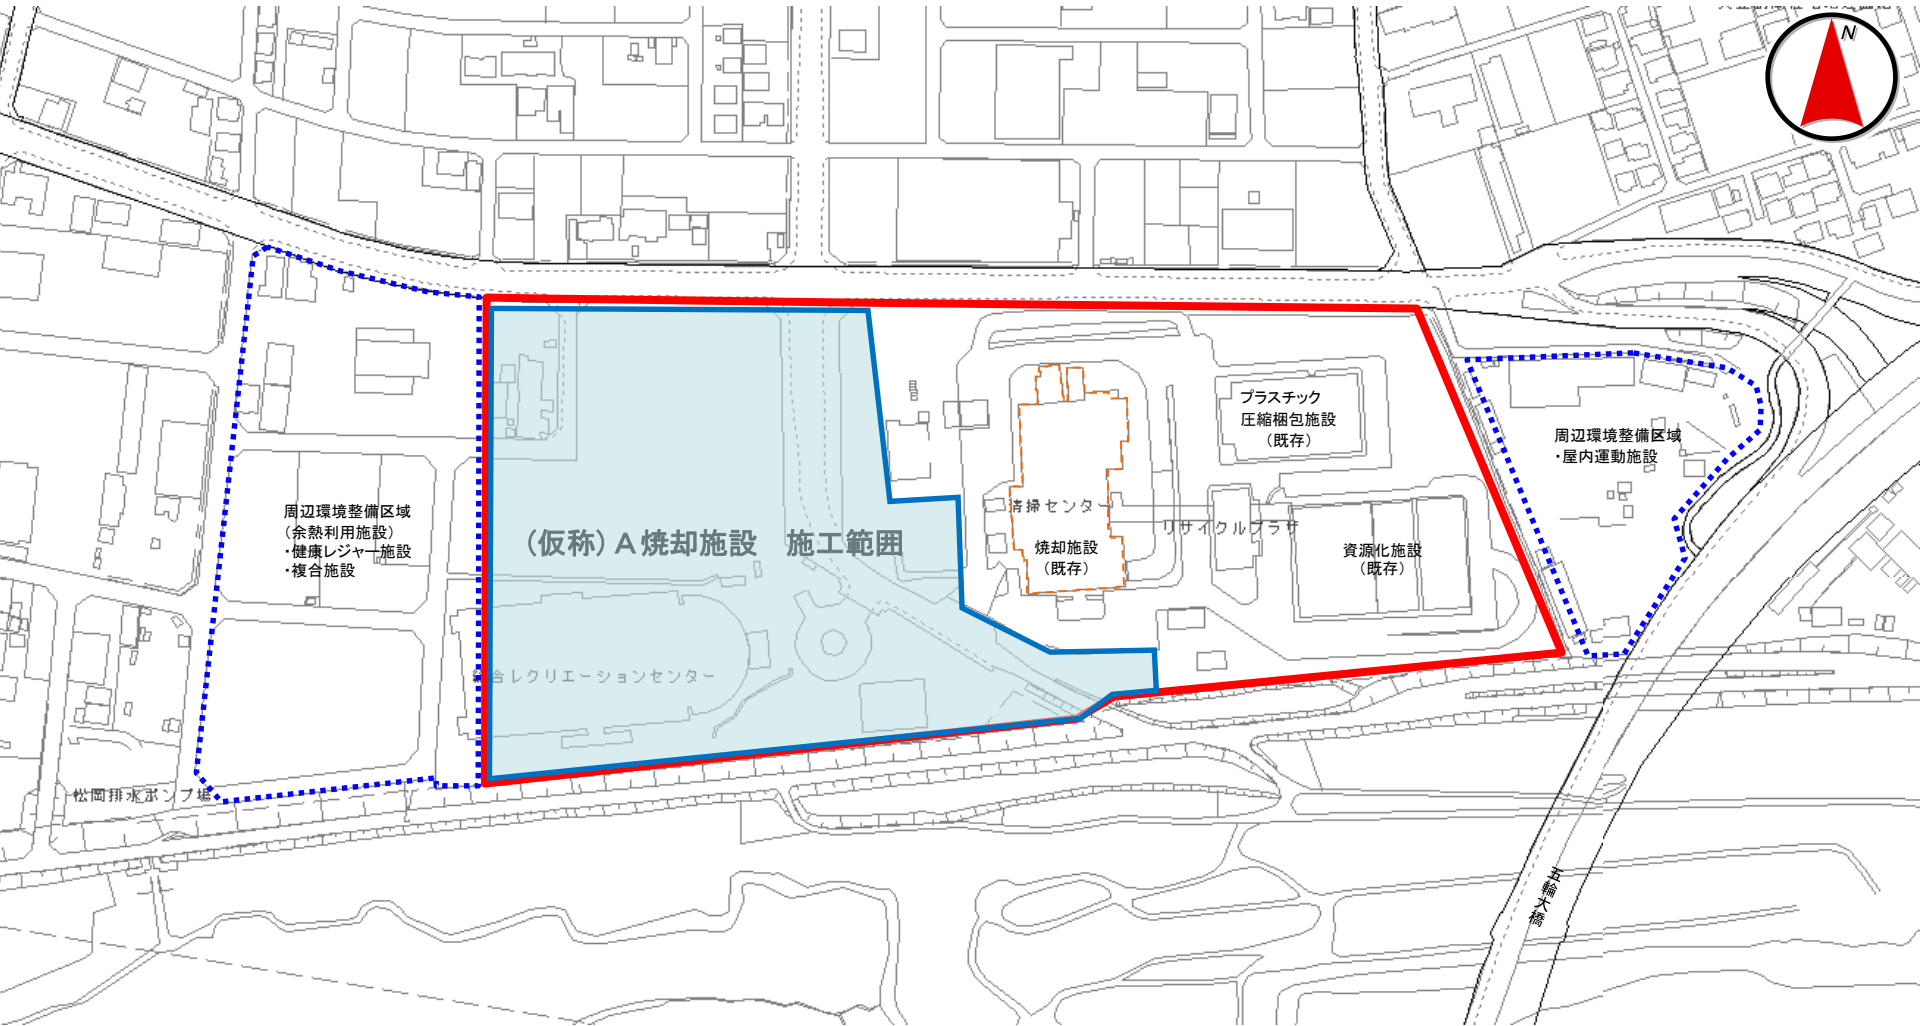 N
プラスチック
圧縮梱包施設
（既存）
周辺環境整備区域
・屋内運動施設
清掃センター
リサイクルプラザ
焼却施設
（既存）
資源化施設
（既存）
周辺環境整備区域
（余熱利用施設）
・健康レジャー施設
・複合施設
（仮称）A焼却施設　施工範囲
総合レクリエーションセンター
松岡排水ポンプ場
五輪大橋